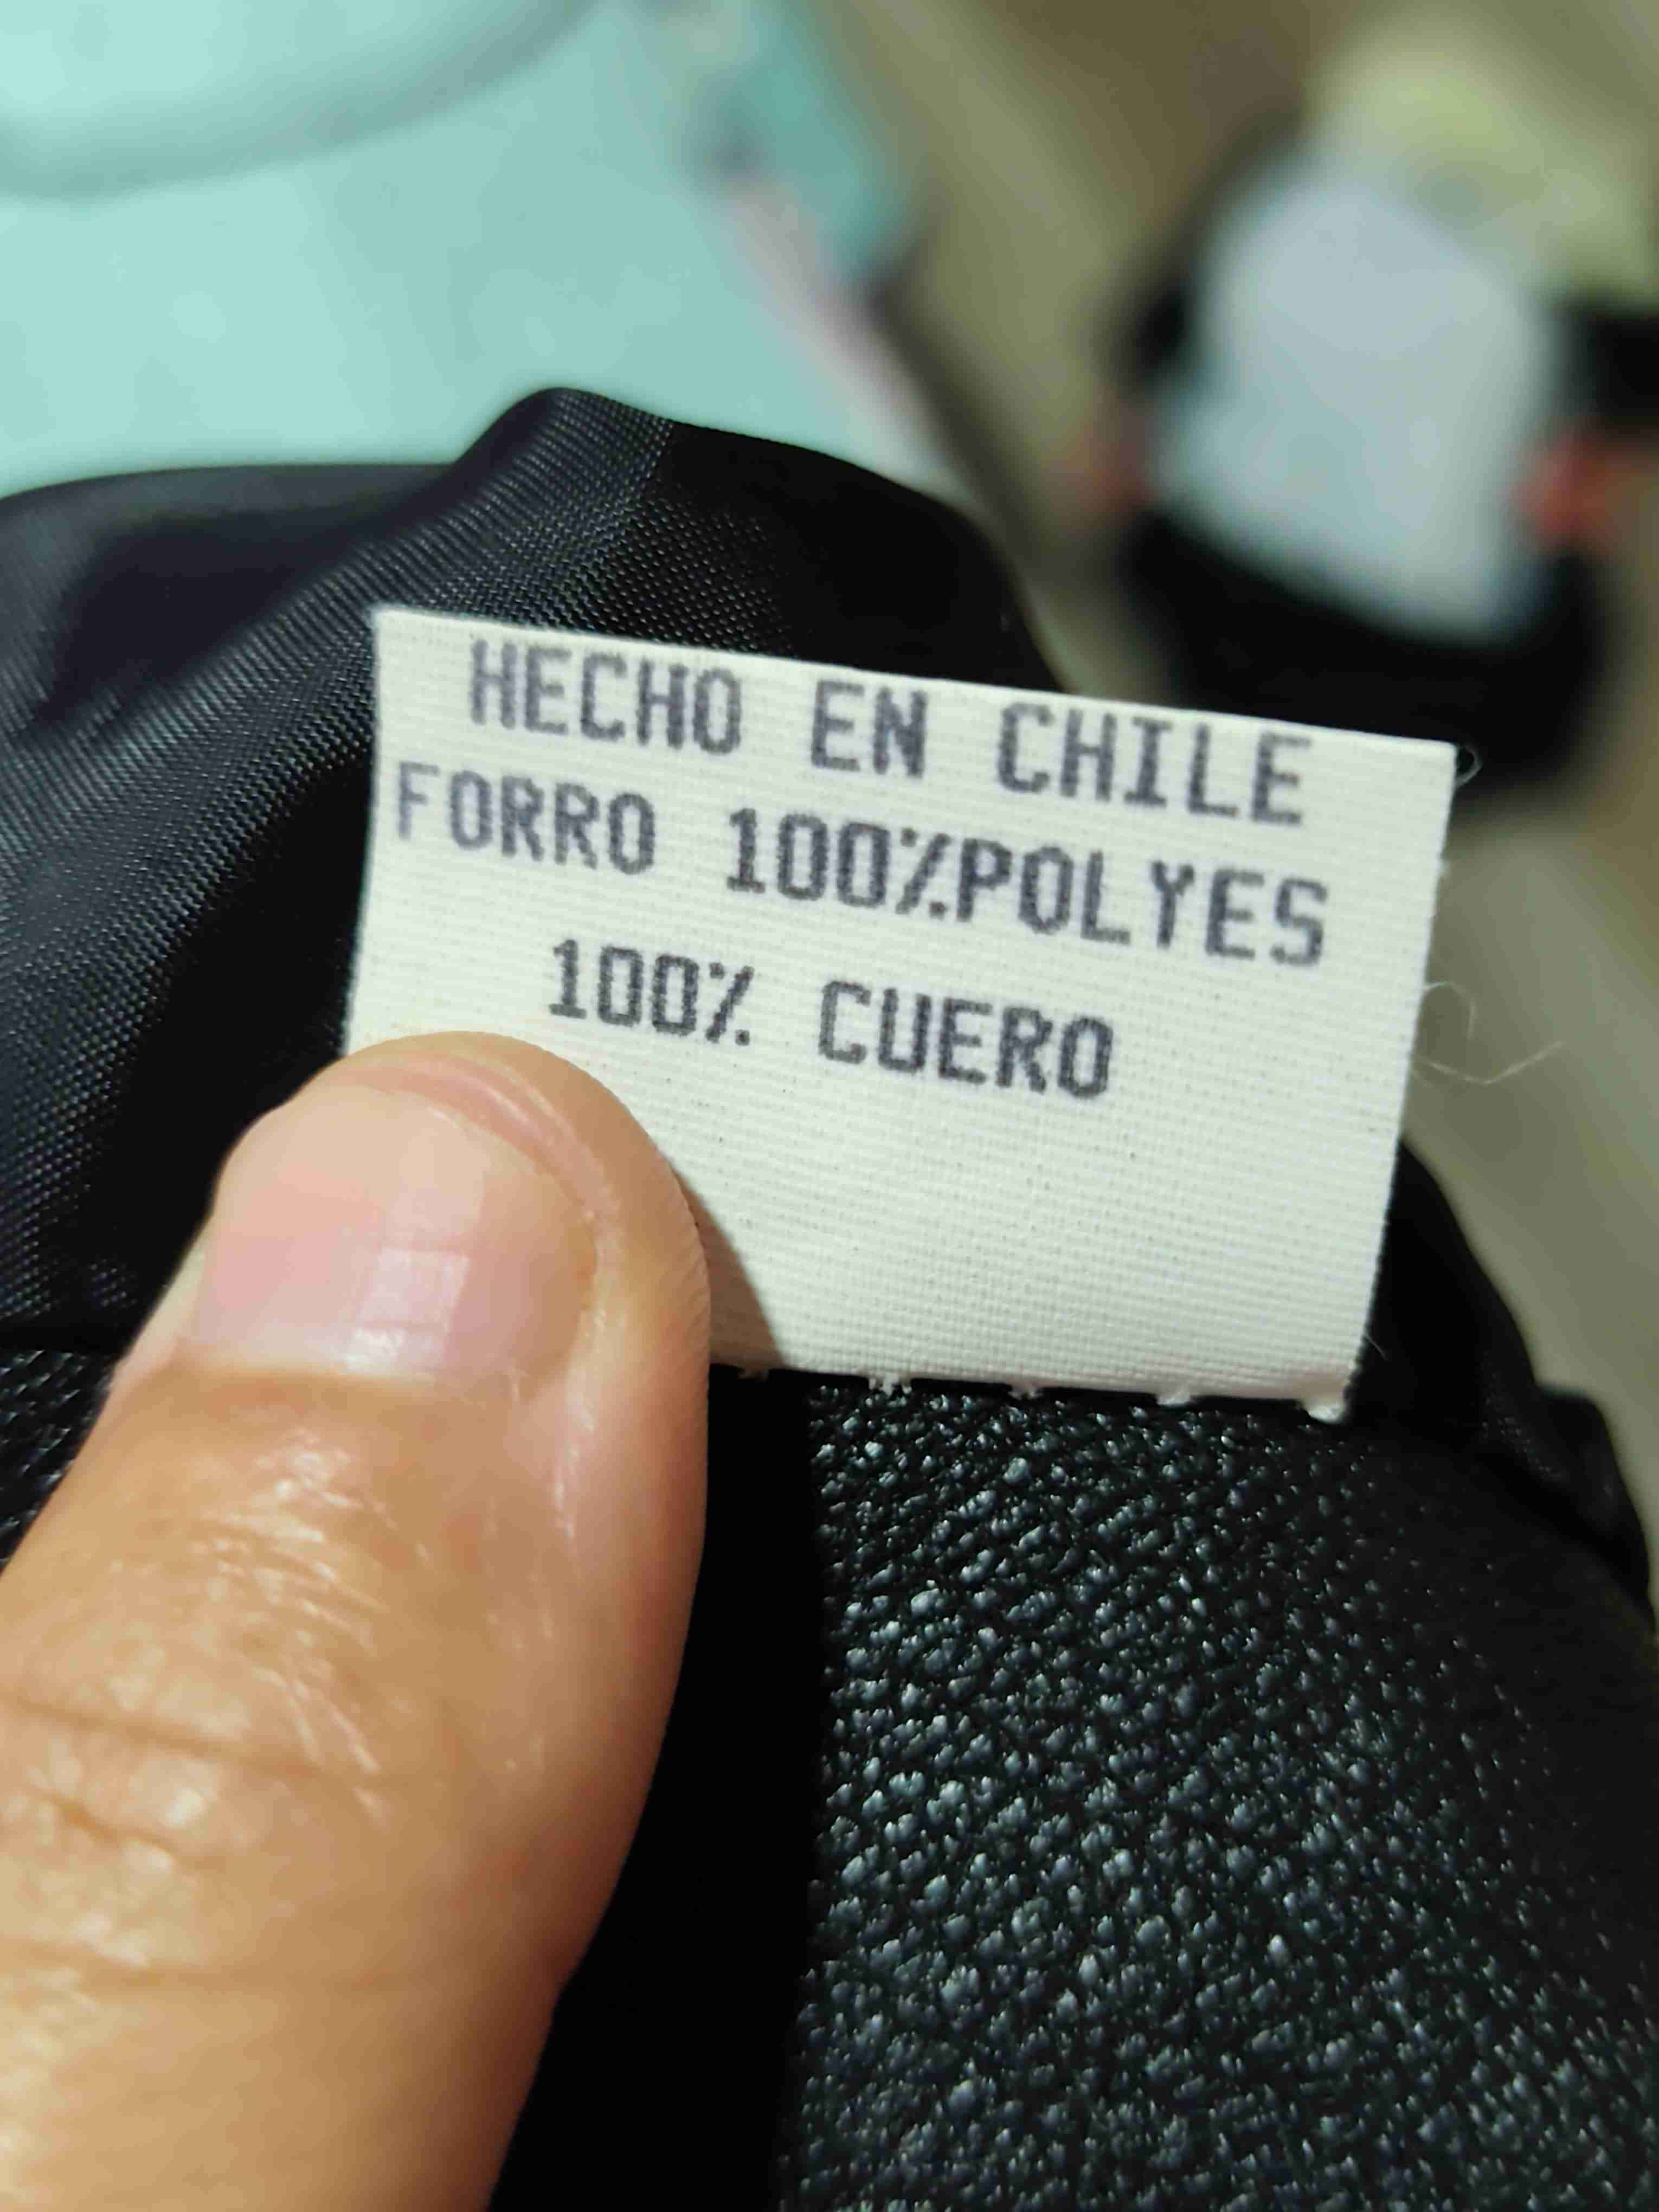 HECHO EN CHILE
FORRO 100%POLYES
100% CUERO